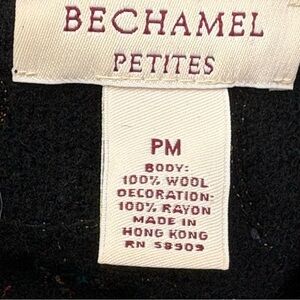 BECHAMEL
PETITES
PM
BODY:
100% WOOL
DECORATION:
100% RAYON
MADE IN
HONG KONG
RN 58909